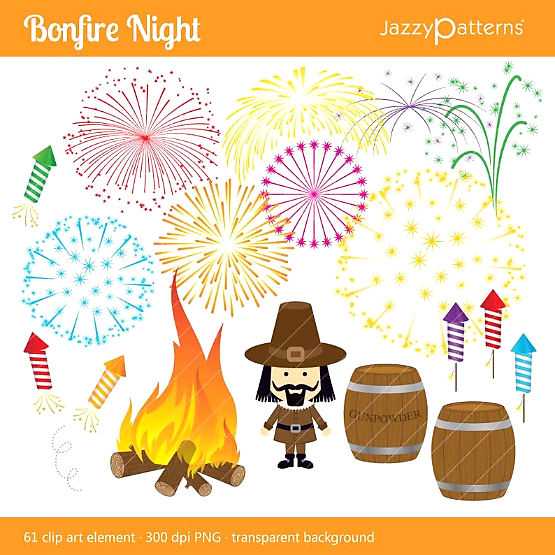 Bonfire Night
JazzyPatterns
GUNPOWDER
61 clip art element · 300 dpi PNG · transparent background